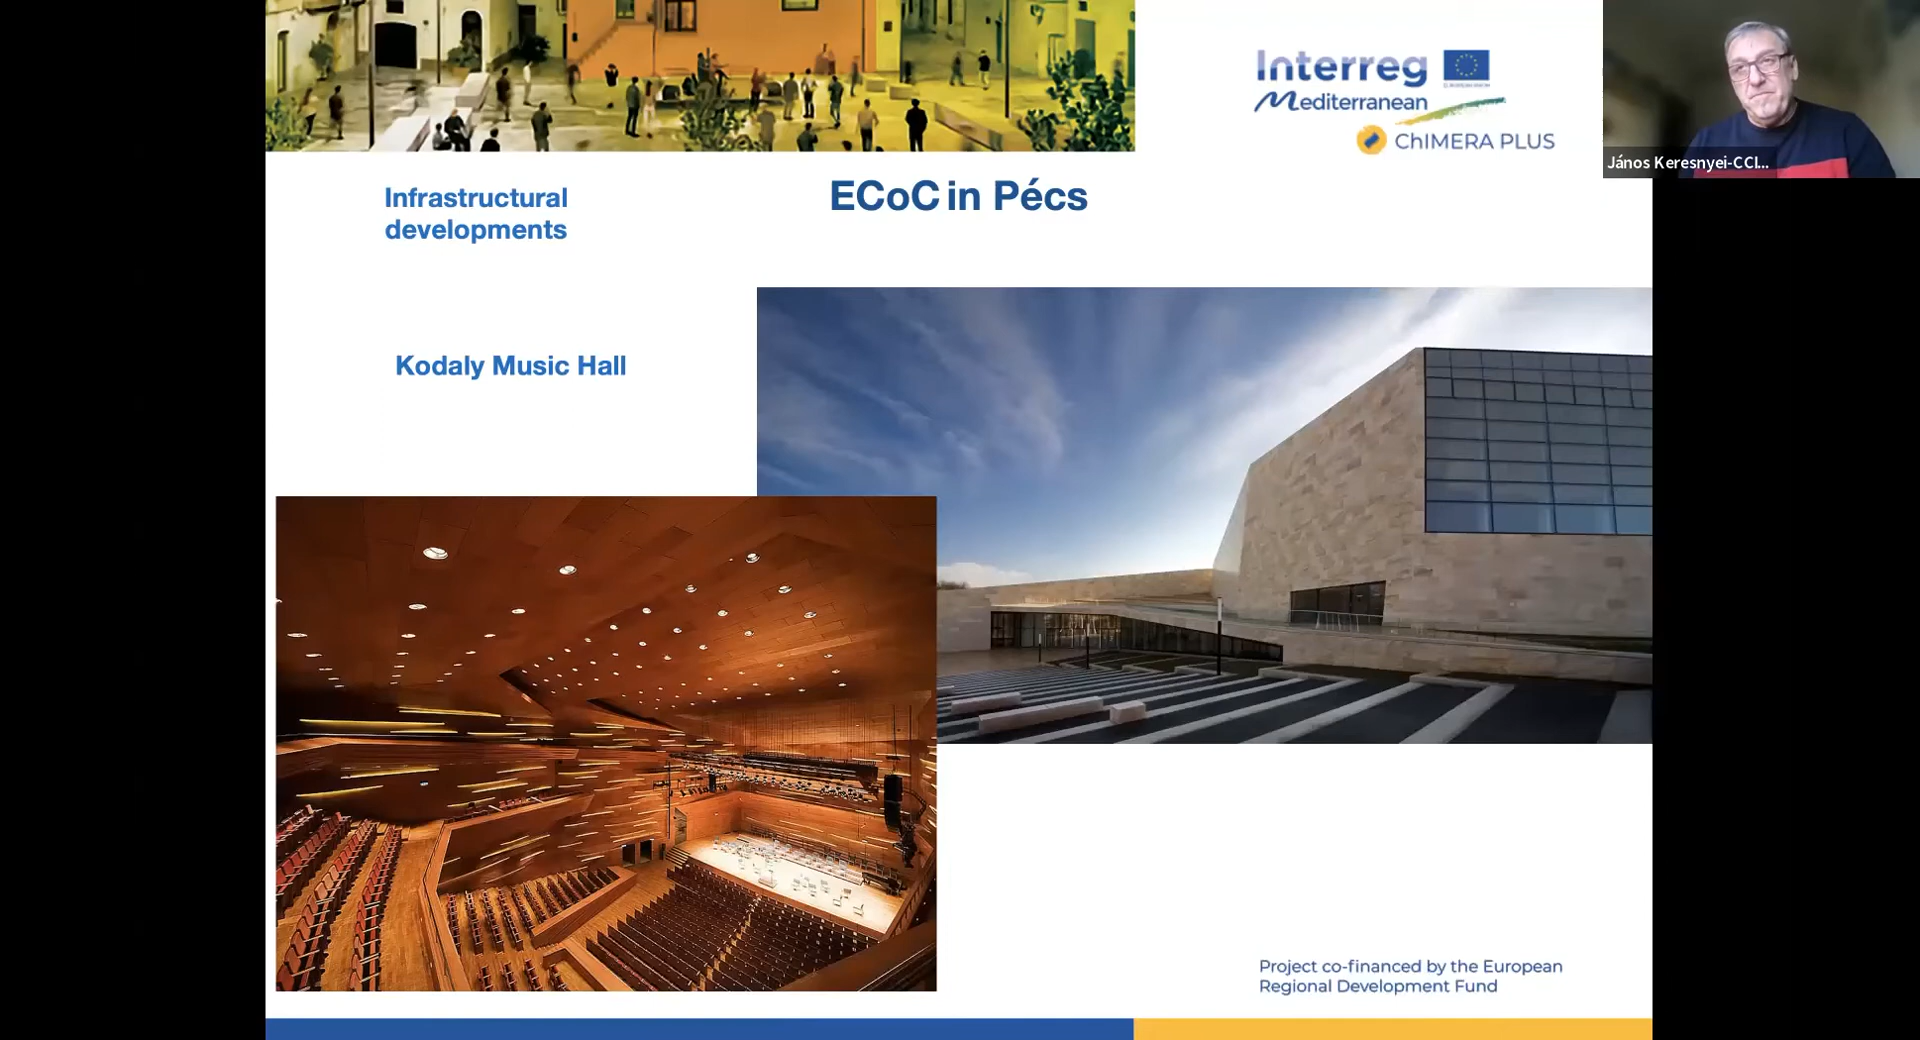 Interreg
Mediterranean
ChIMERA PLUS
János Keresnyei-CCI...
Infrastructural
developments
ECoC in Pécs
Kodaly Music Hall
Project co-financed by the European
Regional Development Fund